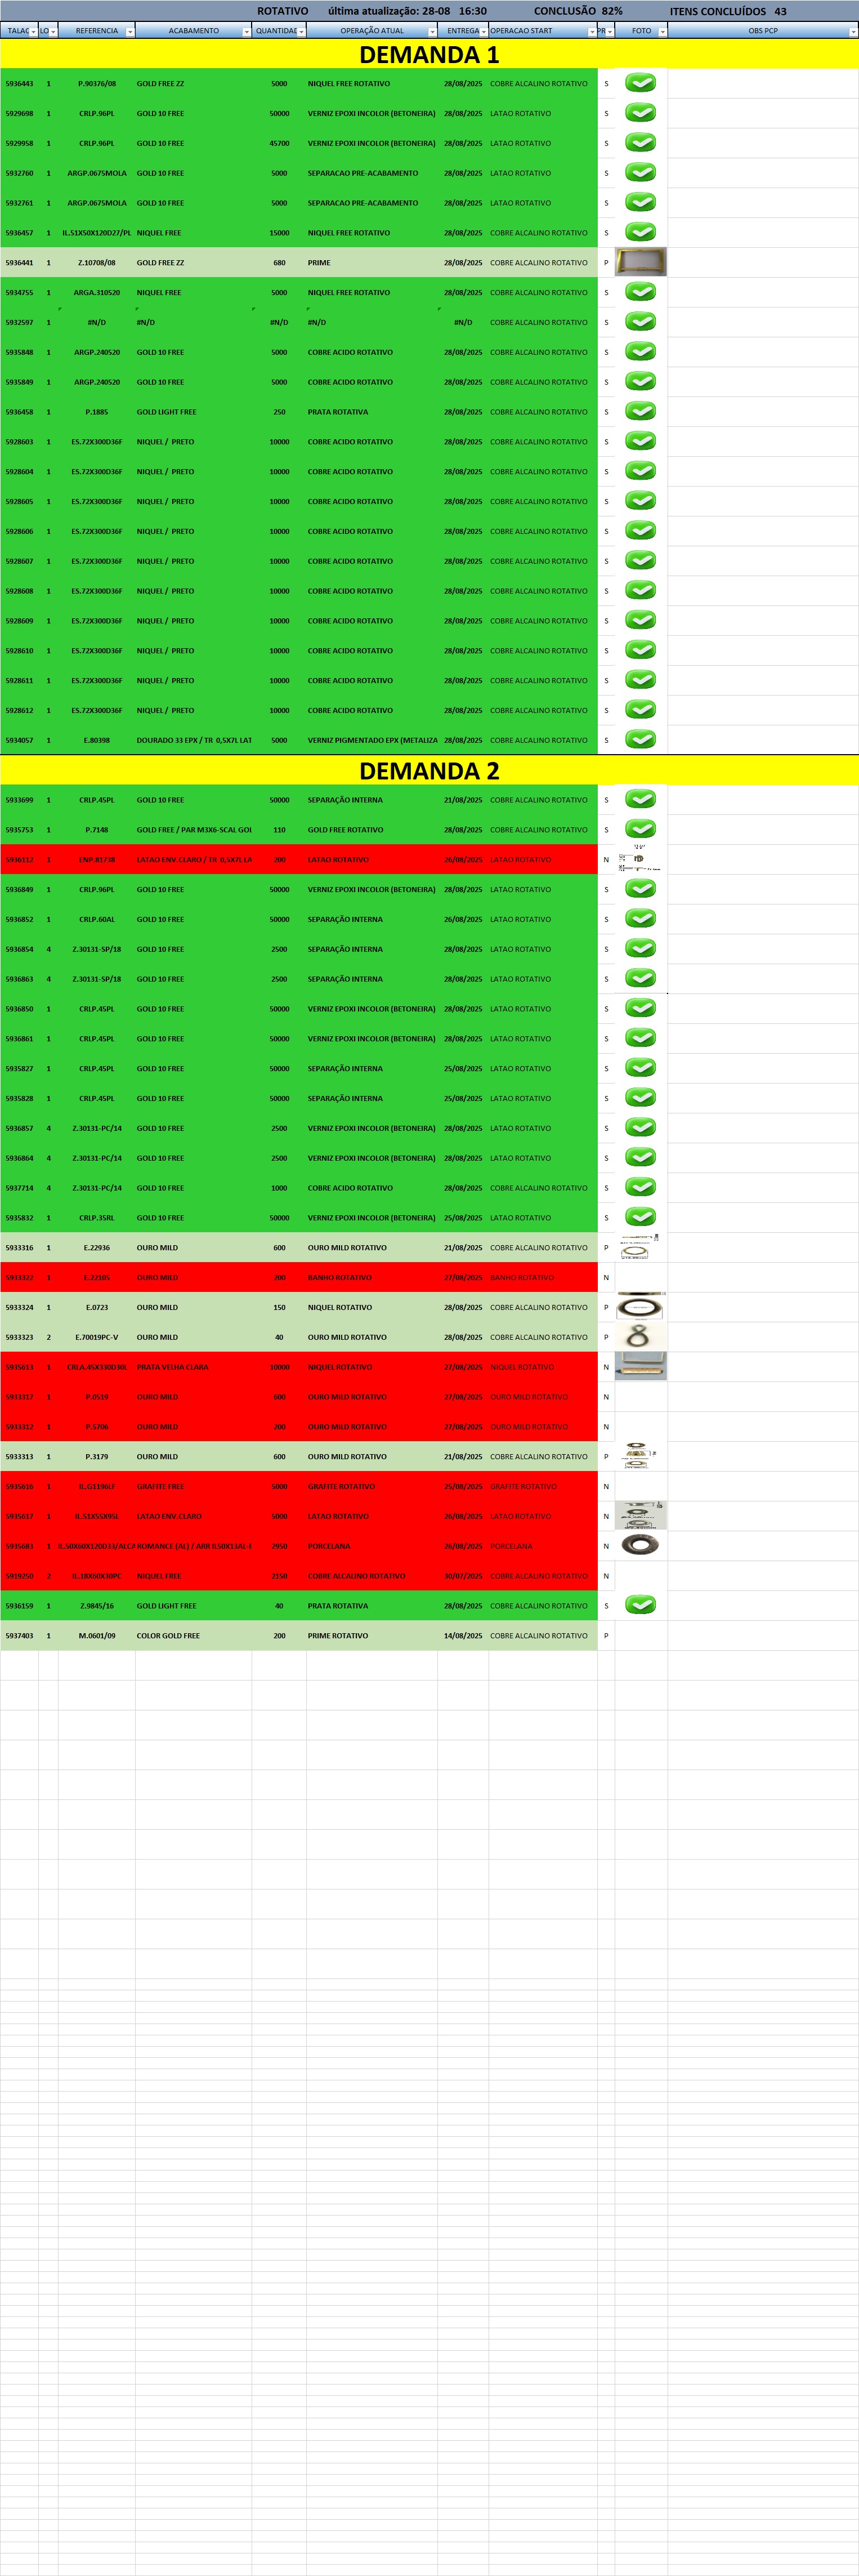 ROTATIVO última atualização: 28-08 16:30 CONCLUSÃO 82% ITENS CONCLUÍDOS 43
TALAO LO REFERENCIA ACABAMENTO QUANTIDAD OPERAÇÃO ATUAL ENTREGA OPERACAO START PR FOTO OBS PCP
DEMANDA 1
5936443 1 P.90376/08 GOLD FREE ZZ 5000 NIQUEL FREE ROTATIVO 28/08/2025 COBRE ALCALINO ROTATIVO S
5929698 1 CRLP.96PL GOLD 10 FREE 50000 VERNIZ EPOXI INCOLOR (BETONEIRA) 28/08/2025 LATAO ROTATIVO S
5929958 1 CRLP.96PL GOLD 10 FREE 45700 VERNIZ EPOXI INCOLOR (BETONEIRA) 28/08/2025 LATAO ROTATIVO S
5932760 1 ARGP.0675MOLA GOLD 10 FREE 5000 SEPARACAO PRE-ACABAMENTO 28/08/2025 LATAO ROTATIVO S
5932761 1 ARGP.0675MOLA GOLD 10 FREE 5000 SEPARACAO PRE-ACABAMENTO 28/08/2025 LATAO ROTATIVO S
5936457 1 IL.51X50X120D27/PL NIQUEL FREE 15000 NIQUEL FREE ROTATIVO 28/08/2025 COBRE ALCALINO ROTATIVO S
5936441 1 Z.10708/08 GOLD FREE ZZ 680 PRIME 28/08/2025 COBRE ALCALINO ROTATIVO P
5934755 1 ARGA.310520 NIQUEL FREE 5000 NIQUEL FREE ROTATIVO 28/08/2025 COBRE ALCALINO ROTATIVO S
5932597 1 #N/D #N/D #N/D #N/D #N/D COBRE ALCALINO ROTATIVO S
5935848 1 ARGP.240520 GOLD 10 FREE 5000 COBRE ACIDO ROTATIVO 28/08/2025 COBRE ALCALINO ROTATIVO S
5935849 1 ARGP.240520 GOLD 10 FREE 5000 COBRE ACIDO ROTATIVO 28/08/2025 COBRE ALCALINO ROTATIVO S
5936458 1 P.1885 GOLD LIGHT FREE 250 PRATA ROTATIVA 28/08/2025 COBRE ALCALINO ROTATIVO S
5928603 1 ES.72X300D36F NIQUEL / PRETO 10000 COBRE ACIDO ROTATIVO 28/08/2025 COBRE ALCALINO ROTATIVO S
5928604 1 ES.72X300D36F NIQUEL / PRETO 10000 COBRE ACIDO ROTATIVO 28/08/2025 COBRE ALCALINO ROTATIVO S
5928605 1 ES.72X300D36F NIQUEL / PRETO 10000 COBRE ACIDO ROTATIVO 28/08/2025 COBRE ALCALINO ROTATIVO S
5928606 1 ES.72X300D36F NIQUEL / PRETO 10000 COBRE ACIDO ROTATIVO 28/08/2025 COBRE ALCALINO ROTATIVO S
5928607 1 ES.72X300D36F NIQUEL / PRETO 10000 COBRE ACIDO ROTATIVO 28/08/2025 COBRE ALCALINO ROTATIVO S
5928608 1 ES.72X300D36F NIQUEL / PRETO 10000 COBRE ACIDO ROTATIVO 28/08/2025 COBRE ALCALINO ROTATIVO S
5928609 1 ES.72X300D36F NIQUEL / PRETO 10000 COBRE ACIDO ROTATIVO 28/08/2025 COBRE ALCALINO ROTATIVO S
5928610 1 ES.72X300D36F NIQUEL / PRETO 10000 COBRE ACIDO ROTATIVO 28/08/2025 COBRE ALCALINO ROTATIVO S
5928611 1 ES.72X300D36F NIQUEL / PRETO 10000 COBRE ACIDO ROTATIVO 28/08/2025 COBRE ALCALINO ROTATIVO S
5928612 1 ES.72X300D36F NIQUEL / PRETO 10000 COBRE ACIDO ROTATIVO 28/08/2025 COBRE ALCALINO ROTATIVO S
5934057 1 E.80398 DOURADO 33 EPX / TR 0,5X7L LAT 5000 VERNIZ PIGMENTADO EPX (METALIZA 28/08/2025 COBRE ALCALINO ROTATIVO S
DEMANDA 2
5933699 1 CRLP.45PL GOLD 10 FREE 50000 SEPARAÇÃO INTERNA 21/08/2025 COBRE ALCALINO ROTATIVO S
5935753 1 P.7148 GOLD FREE / PAR M3X6-SCAL GOL 110 GOLD FREE ROTATIVO 28/08/2025 COBRE ALCALINO ROTATIVO S
5936112 1 ENP.81738 LATAO ENV.CLARO / TR 0,5X7L LA 200 LATAO ROTATIVO 26/08/2025 LATAO ROTATIVO N
5936849 1 CRLP.96PL GOLD 10 FREE 50000 VERNIZ EPOXI INCOLOR (BETONEIRA) 28/08/2025 LATAO ROTATIVO S
5936852 1 CRLP.60AL GOLD 10 FREE 50000 SEPARAÇÃO INTERNA 26/08/2025 LATAO ROTATIVO S
5936854 4 Z.30131-SP/18 GOLD 10 FREE 2500 SEPARAÇÃO INTERNA 28/08/2025 LATAO ROTATIVO S
5936863 4 Z.30131-SP/18 GOLD 10 FREE 2500 SEPARAÇÃO INTERNA 28/08/2025 LATAO ROTATIVO S
5936850 1 CRLP.45PL GOLD 10 FREE 50000 VERNIZ EPOXI INCOLOR (BETONEIRA) 28/08/2025 LATAO ROTATIVO S
5936861 1 CRLP.45PL GOLD 10 FREE 50000 VERNIZ EPOXI INCOLOR (BETONEIRA) 28/08/2025 LATAO ROTATIVO S
5935827 1 CRLP.45PL GOLD 10 FREE 50000 SEPARAÇÃO INTERNA 25/08/2025 LATAO ROTATIVO S
5935828 1 CRLP.45PL GOLD 10 FREE 50000 SEPARAÇÃO INTERNA 25/08/2025 LATAO ROTATIVO S
5936857 4 Z.30131-PC/14 GOLD 10 FREE 2500 VERNIZ EPOXI INCOLOR (BETONEIRA) 28/08/2025 LATAO ROTATIVO S
5936864 4 Z.30131-PC/14 GOLD 10 FREE 2500 VERNIZ EPOXI INCOLOR (BETONEIRA) 28/08/2025 LATAO ROTATIVO S
5937714 4 Z.30131-PC/14 GOLD 10 FREE 1000 COBRE ACIDO ROTATIVO 28/08/2025 COBRE ALCALINO ROTATIVO S
5935832 1 CRLP.35RL GOLD 10 FREE 50000 VERNIZ EPOXI INCOLOR (BETONEIRA) 25/08/2025 LATAO ROTATIVO S
5933316 1 E.22936 OURO MILD 600 OURO MILD ROTATIVO 21/08/2025 COBRE ALCALINO ROTATIVO P
5933322 1 E.22105 OURO MILD 200 BANHO ROTATIVO 27/08/2025 BANHO ROTATIVO N
5933324 1 E.0723 OURO MILD 150 NIQUEL ROTATIVO 28/08/2025 COBRE ALCALINO ROTATIVO P
5933323 2 E.70019PC-V OURO MILD 40 OURO MILD ROTATIVO 28/08/2025 COBRE ALCALINO ROTATIVO P
5935613 1 CRLA.45X330D30L PRATA VELHA CLARA 10000 NIQUEL ROTATIVO 27/08/2025 NIQUEL ROTATIVO N
5933317 1 P.0519 OURO MILD 600 OURO MILD ROTATIVO 27/08/2025 OURO MILD ROTATIVO N
5933312 1 P.5706 OURO MILD 200 OURO MILD ROTATIVO 27/08/2025 OURO MILD ROTATIVO N
5933313 1 P.3179 OURO MILD 600 OURO MILD ROTATIVO 21/08/2025 COBRE ALCALINO ROTATIVO P
5935616 1 IL.G1196LF GRAFITE FREE 5000 GRAFITE ROTATIVO 25/08/2025 GRAFITE ROTATIVO N
5935617 1 IL.51X55X95L LATAO ENV.CLARO 5000 LATAO ROTATIVO 26/08/2025 LATAO ROTATIVO N
5935683 1 IL.50X60X120D33/ALCA ROMANCE (AL) / ARR IL50X13AL-I 2950 PORCELANA 26/08/2025 PORCELANA N
5919250 2 IL.18X60X30PC NIQUEL FREE 2150 COBRE ALCALINO ROTATIVO 30/07/2025 COBRE ALCALINO ROTATIVO N
5936159 1 Z.9845/16 GOLD LIGHT FREE 40 PRATA ROTATIVA 28/08/2025 COBRE ALCALINO ROTATIVO S
5937403 1 M.0601/09 COLOR GOLD FREE 200 PRIME ROTATIVO 14/08/2025 COBRE ALCALINO ROTATIVO P